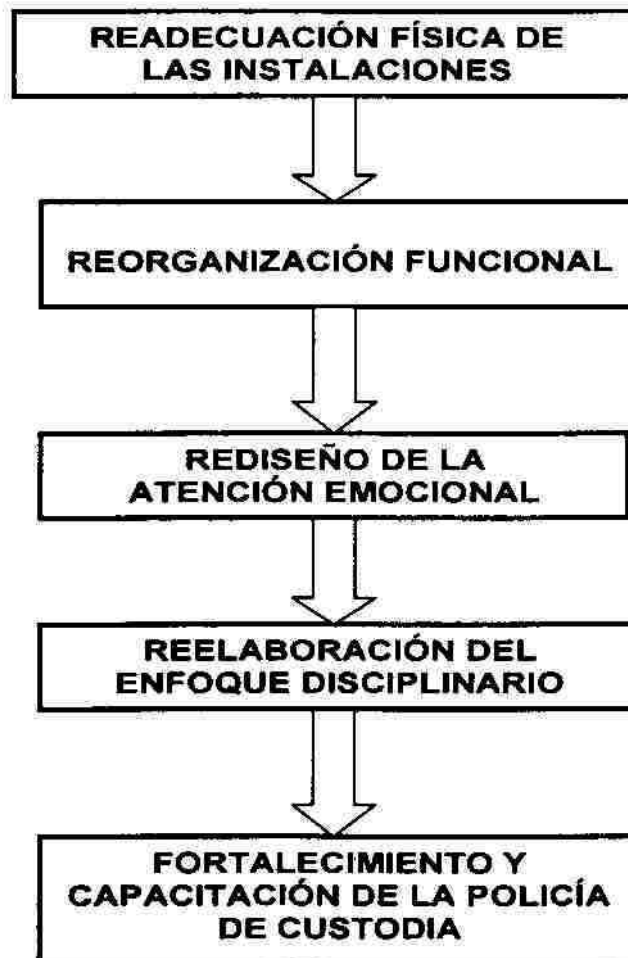 READECUACIÓN FÍSICA DE
LAS INSTALACIONES
REORGANIZACIÓN FUNCIONAL
REDISEÑO DE LA
ATENCIÓN EMOCIONAL
REELABORACIÓN DEL
ENFOQUE DISCIPLINARIO
FORTALECIMIENTO Y
CAPACITACIÓN DE LA POLICÍA
DE CUSTODIA